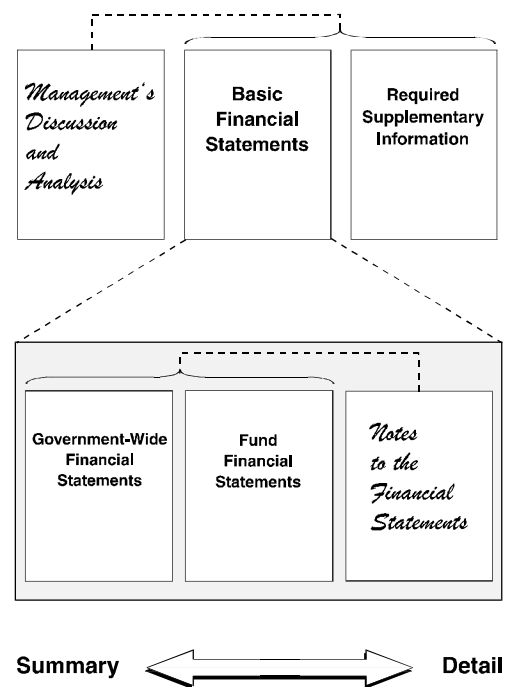 Management's
Discussion
and
Analysis
Basic
Financial
Statements
Required
Supplementary
Information
Government-Wide
Financial
Statements
Fund
Financial
Statements
Notes
to the
Financial
Statements
Summary
Detail